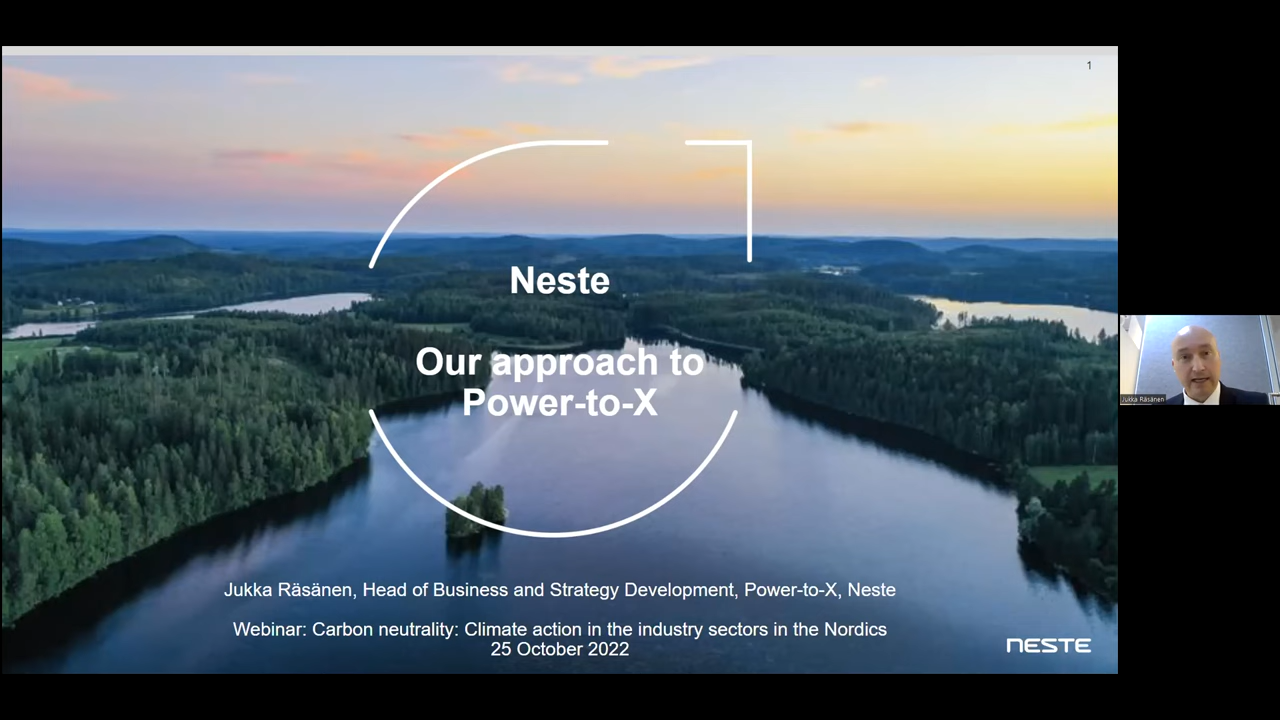 1
Neste
Our approach to
Power-to-X
Jukka Räsänen
Jukka Räsänen, Head of Business and Strategy Development, Power-to-X, Neste
Webinar: Carbon neutrality: Climate action in the industry sectors in the Nordics
25 October 2022
NESTE